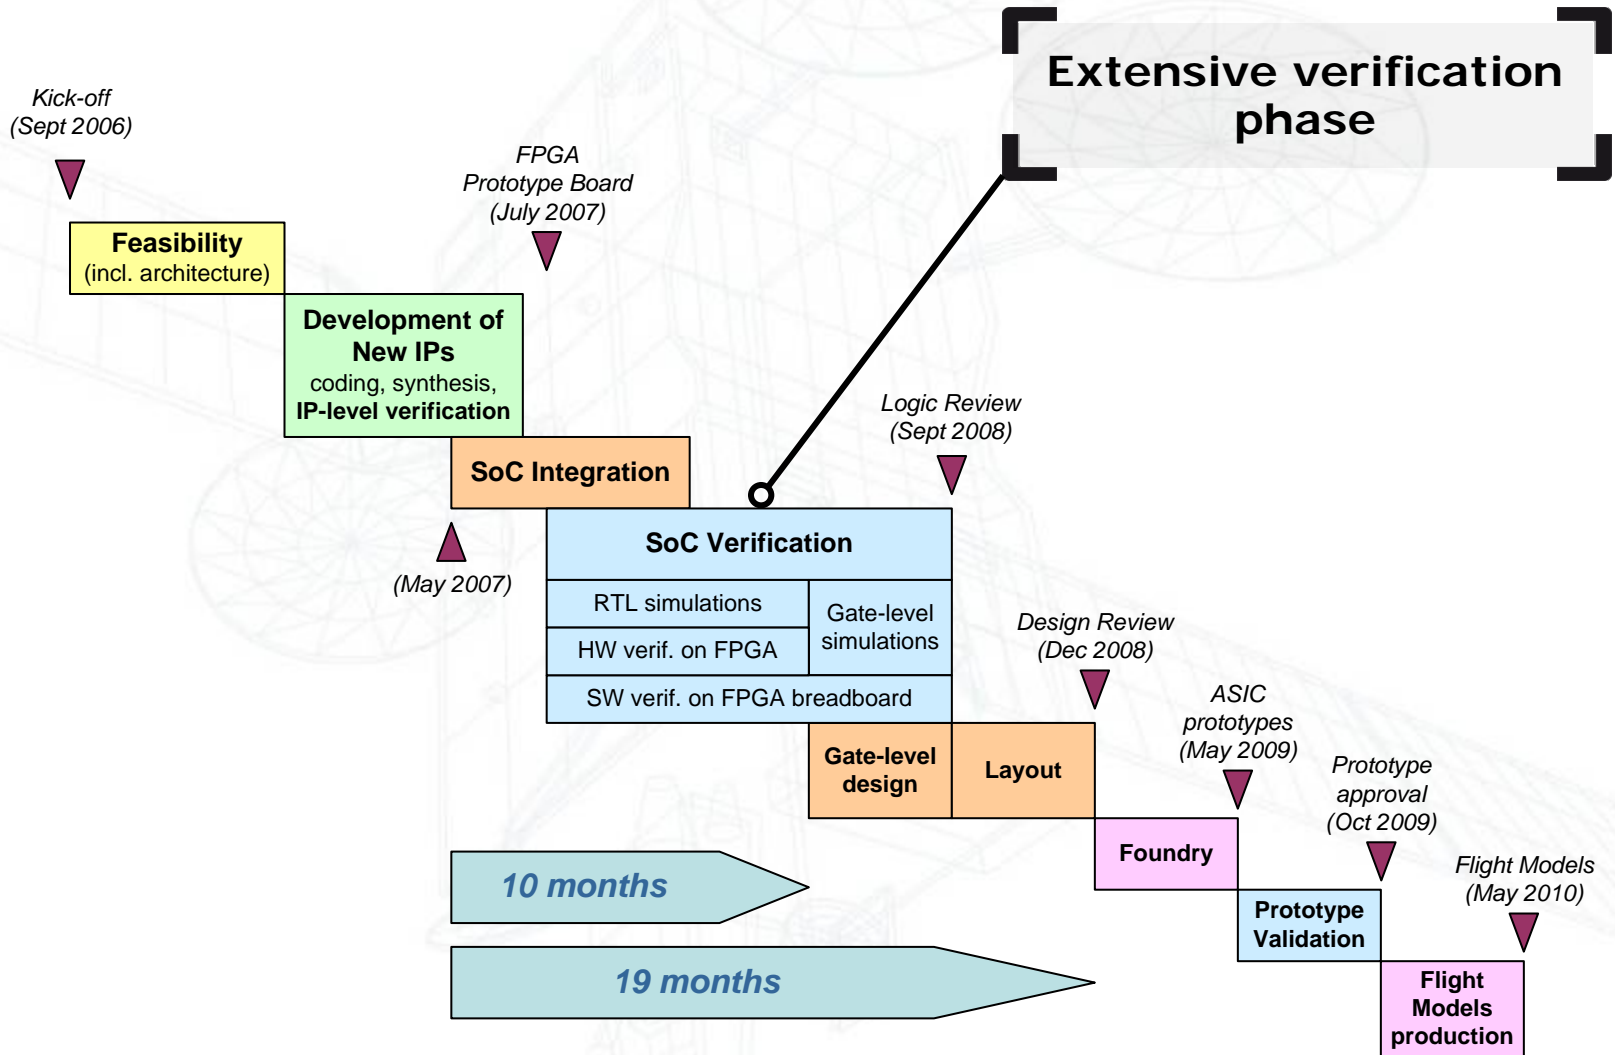 Extensive verification
phase
Kick-off
(Sept 2006)
FPGA
Prototype Board
(July 2007)
Feasibility
(incl. architecture)
Development of
New IPs
coding, synthesis,
IP-level verification
Logic Review
(Sept 2008)
SoC Integration
SoC Verification
(May 2007)
RTL simulations
Gate-level
simulations
HW verif. on FPGA
SW verif. on FPGA breadboard
Design Review
(Dec 2008)
ASIC
prototypes
(May 2009)
Gate-level
design
Layout
Prototype
approval
(Oct 2009)
Foundry
10 months
Flight Models
(May 2010)
Prototype
Validation
19 months
Flight
Models
production